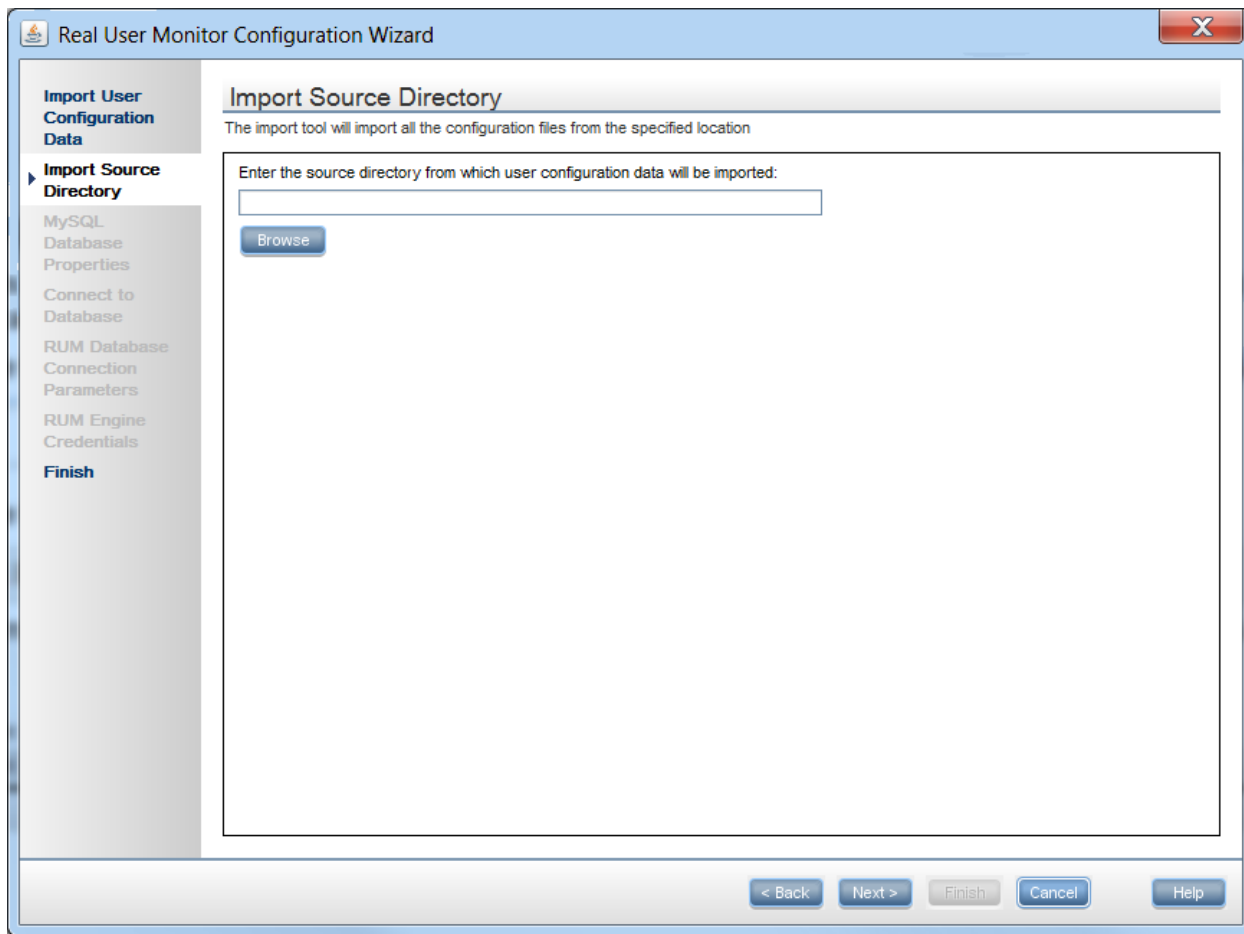 Real User Monitor Configuration Wizard
Import User
Configuration
Data
Import Source
Directory
MySQL
Database
Properties
Connect to
Database
RUM Database
Connection
Parameters
RUM Engine
Credentials
Finish
Import Source Directory
The import tool will import all the configuration files from the specified location
Enter the source directory from which user configuration data will be imported:
Browse
< Back
Next >
Finish
Cancel
Help